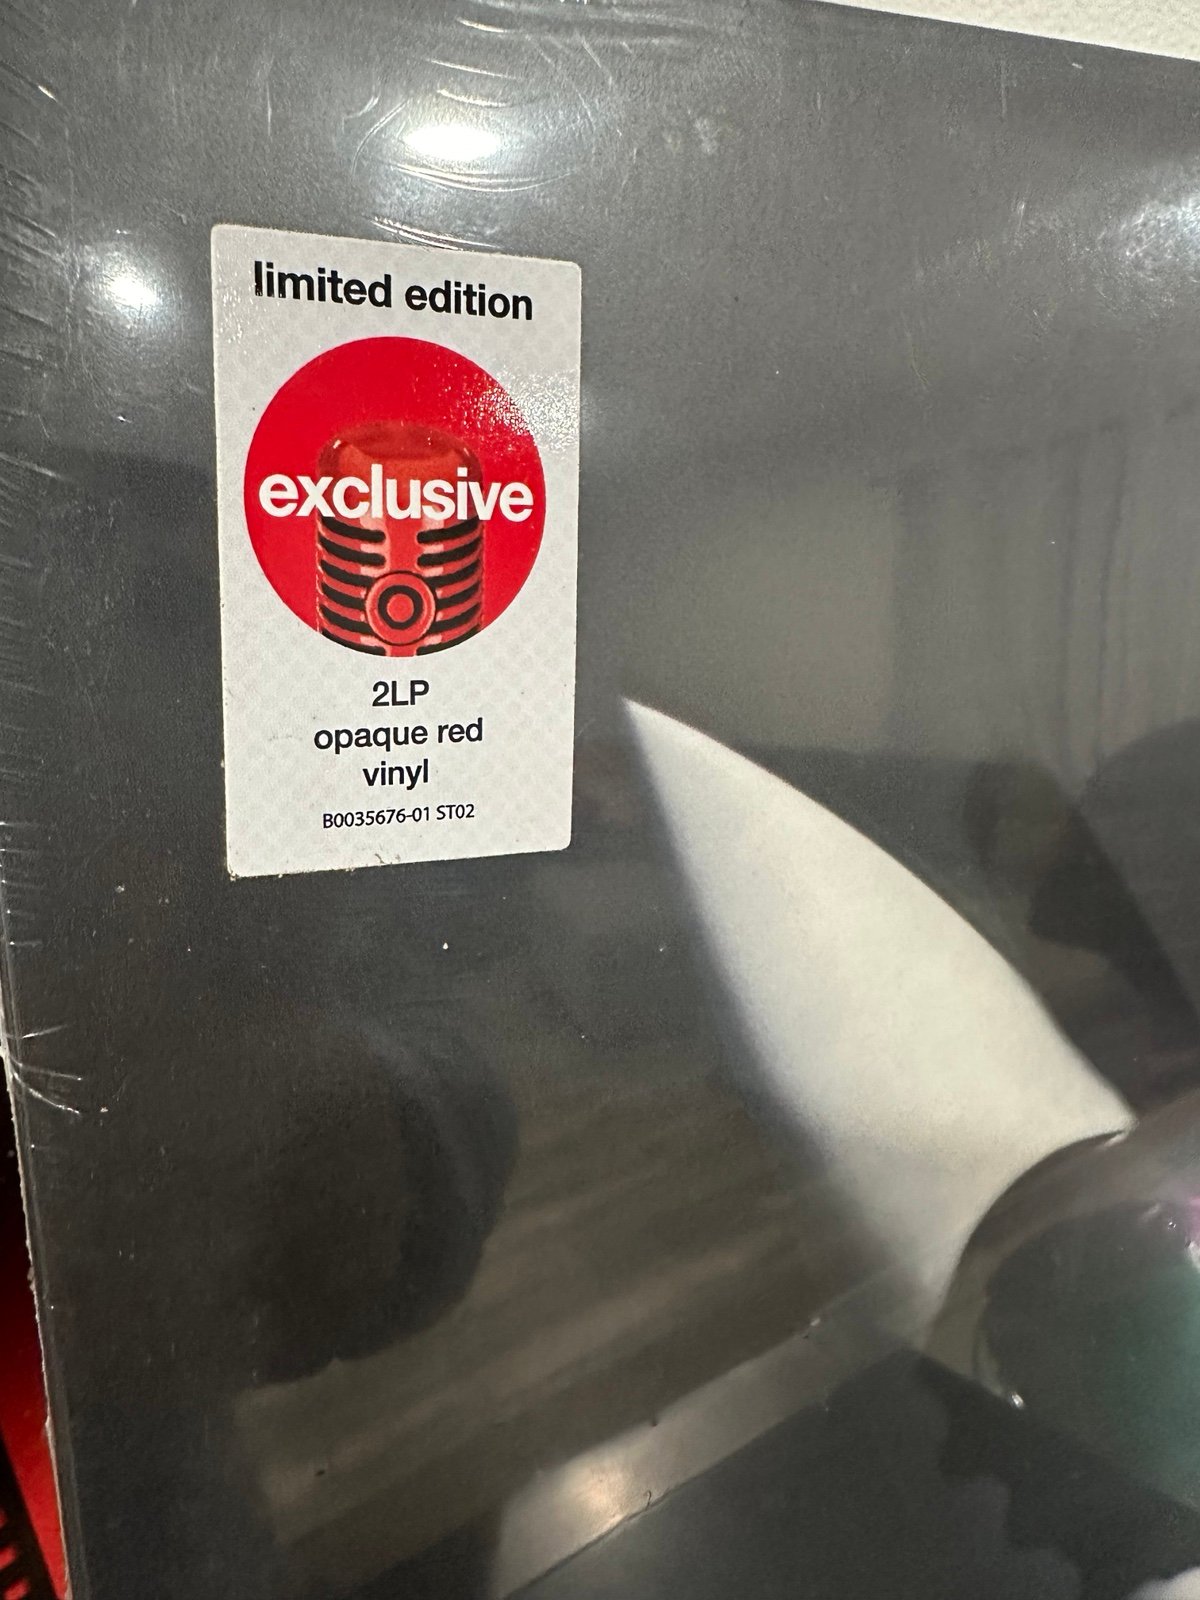 limited edition
exclusive
2LP
opaque red
vinyl
B0035676-01 ST02